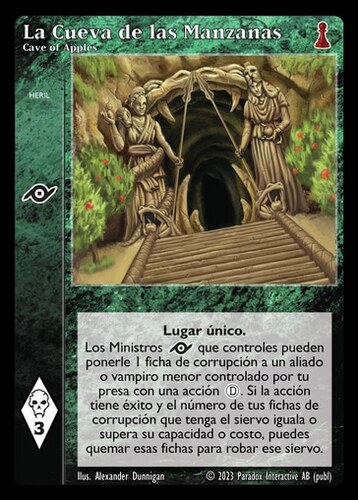 La Cueva de las Manzanas
Cave of Apples
HERIL
Lugar único.
Los Ministros que controles pueden
ponerle 1 ficha de corrupción a un aliado
o vampiro menor controlado por tu
presa con una acción Ⓓ. Si la acción
tiene éxito y el número de tus fichas de
corrupción que tenga el siervo iguala o
supera su capacidad o costo, puedes
quemar esas fichas para robar ese siervo.
3
Ilus. Alexander Dunnigan © 2023 Paradox Interactive AB (publ)